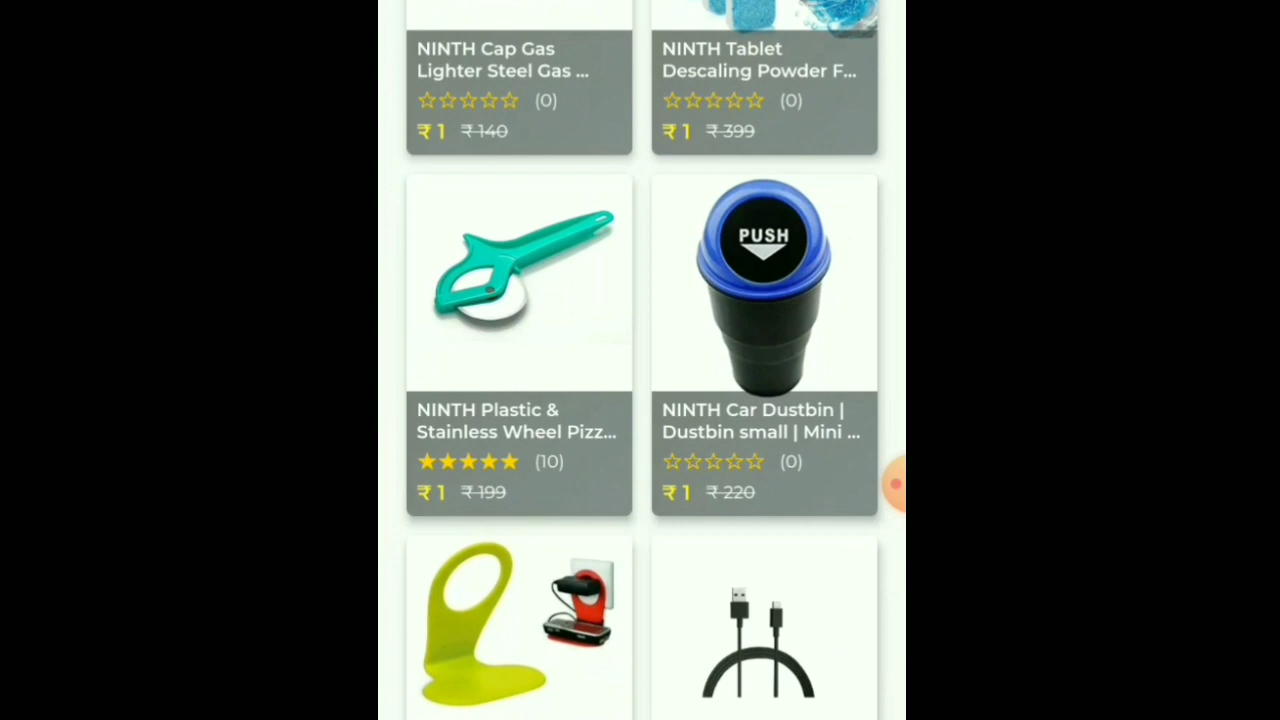 NINTH Cap Gas
Lighter Steel Gas ...
(0)
₹ 1 ₹ 140
NINTH Tablet
Descaling Powder F...
(0)
₹ 1 ₹ 399
PUSH
NINTH Plastic &
Stainless Wheel Pizz...
(10)
₹ 1 ₹ 199
NINTH Car Dustbin |
Dustbin small | Mini ...
(0)
₹ 1 ₹ 220